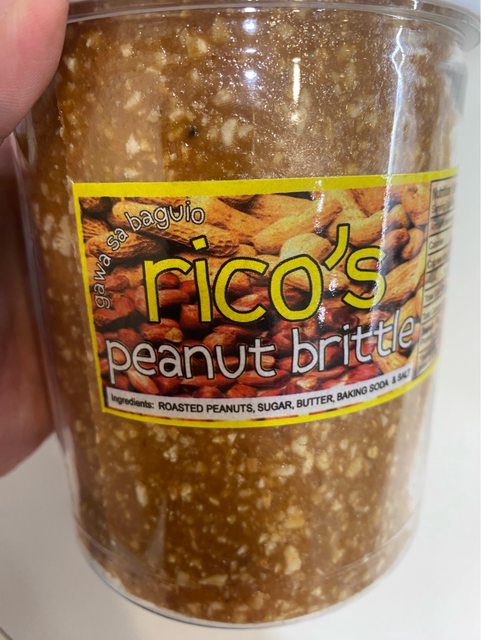 gawa sa baguio
rico's
peanut brittle
Ingredients: ROASTED PEANUTS, SUGAR, BUTTER, BAKING SODA & SALT